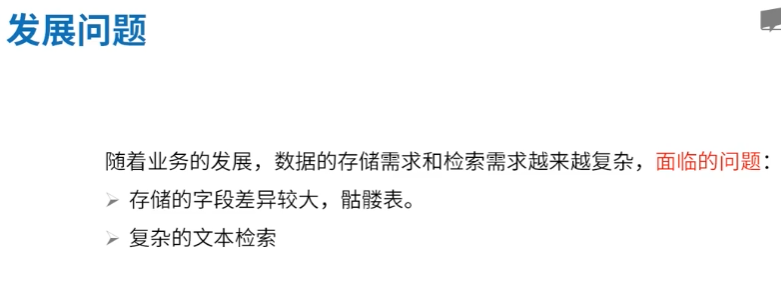 发展问题
随着业务的发展，数据的存储需求和检索需求越来越复杂，面临的问题：
存储的字段差异较大，骷髅表。
复杂的文本检索